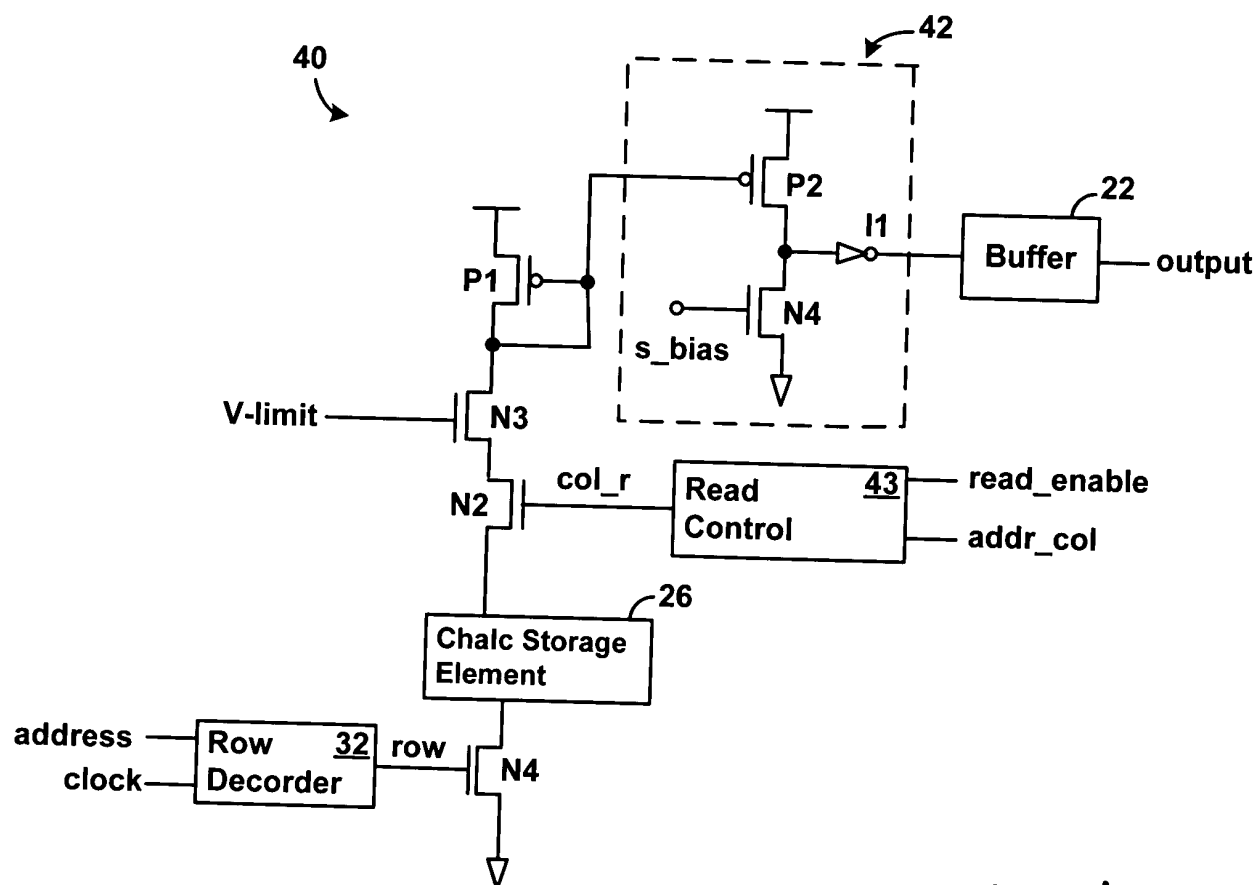 42
40
P2
22
I1
Buffer
output
P1
N4
s_bias
V-limit
N3
col_r
Read 43
Control
read_enable
N2
addr_col
26
Chalc Storage
Element
address
Row 32
Decorder
row
clock
N4